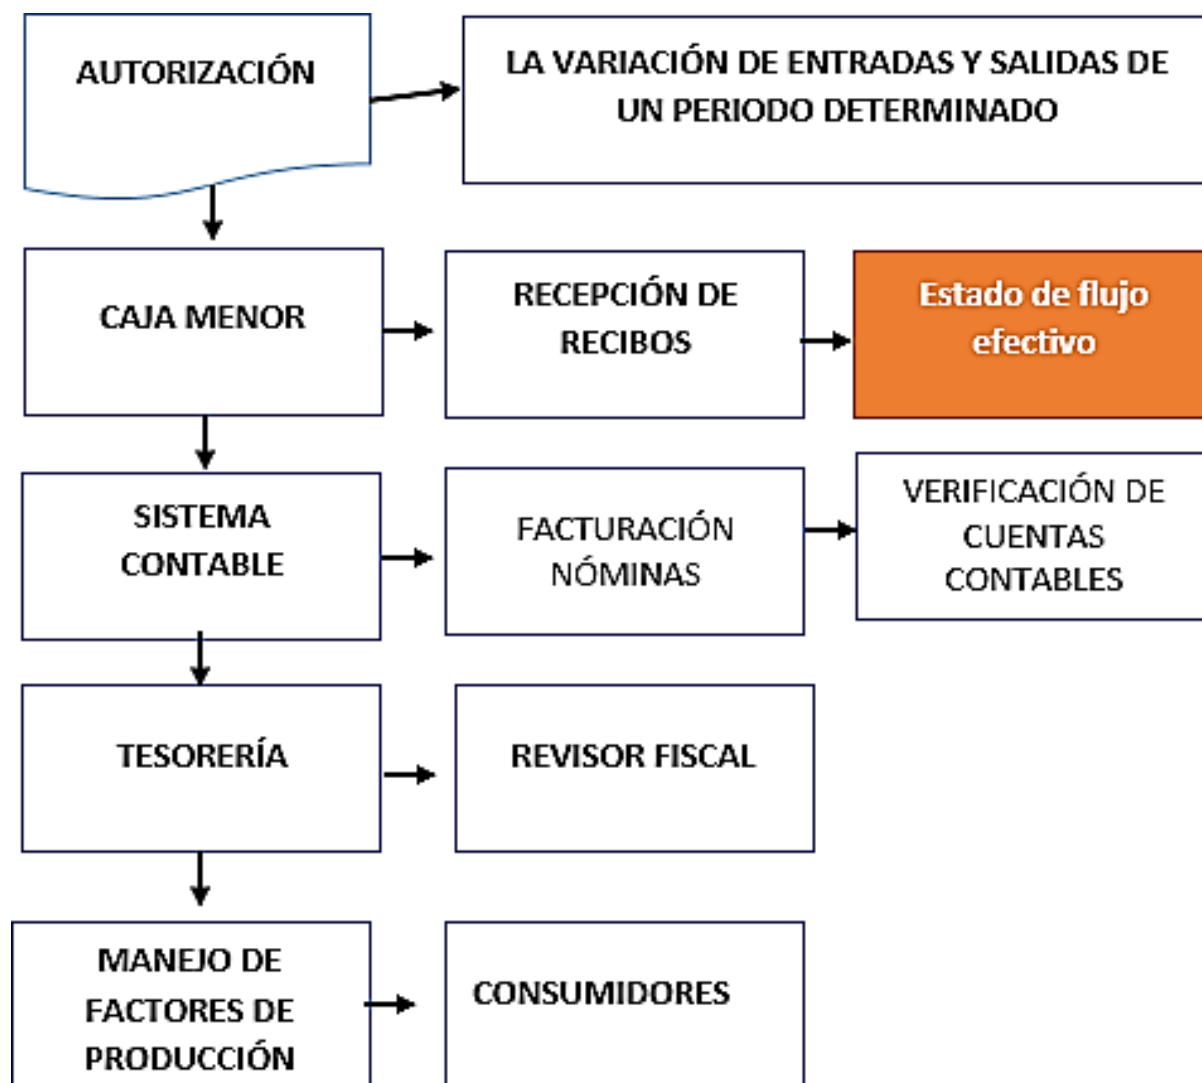 AUTORIZACIÓN
LA VARIACIÓN DE ENTRADAS Y SALIDAS DE
UN PERIODO DETERMINADO
CAJA MENOR
RECEPCIÓN DE
RECIBOS
Estado de flujo
efectivo
SISTEMA
CONTABLE
FACTURACIÓN
NÓMINAS
VERIFICACIÓN DE
CUENTAS
CONTABLES
TESORERÍA
REVISOR FISCAL
MANEJO DE
FACTORES DE
PRODUCCIÓN
CONSUMIDORES